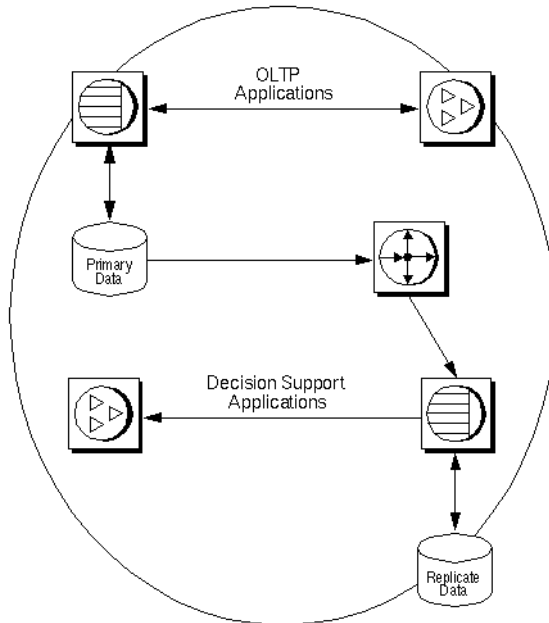 OLTP
Applications
Primary
Data
Decision Support
Applications
Replicate
Data